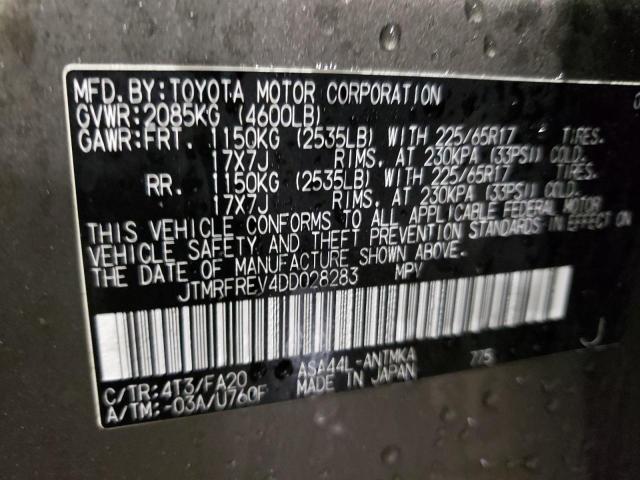 MFD.BY:TOYOTA MOTOR CORPORATION
GVWR:2085KG (4600LB)
GAWR:FRT. 1150KG (2535LB) WITH 225/65R17 TIRES.
17X7J RIMS, AT 230KPA (33PSI) COLD.
RR. 1150KG (2535LB) WITH 225/65R17 TIRES.
17X7J RIMS, AT 230KPA (33PSI) COLD.
THIS VEHICLE CONFORMS TO ALL APPLICABLE FEDERAL MOTOR
VEHICLE SAFETY AND THEFT PREVENTION STANDARDS IN EFFECT ON
THE DATE OF MANUFACTURE SHOWN ABOVE.
JTMRFREV4DD028283 MPV
J
C/TR:4T3/FA20 ASA44L-ANTMKA 775
A/TM:-03A/U760F MADE IN JAPAN